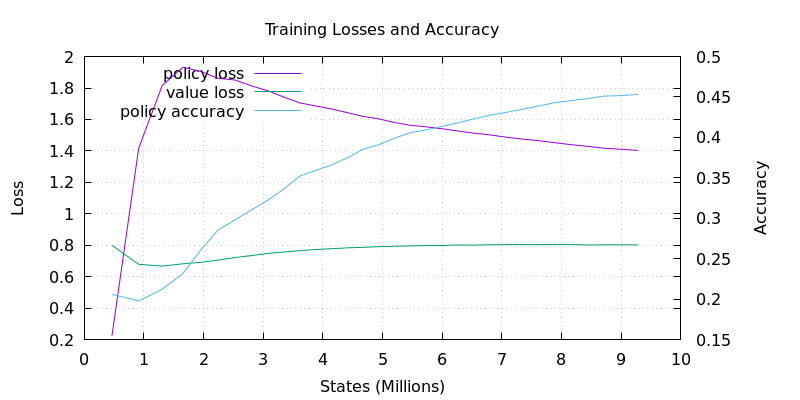 Training Losses and Accuracy
policy loss
value loss
policy accuracy
Loss
2
1.8
1.6
1.4
1.2
1
0.8
0.6
0.4
0.2
0.5
0.45
0.4
0.35
0.3
0.25
0.2
0.15
Accuracy
0 1 2 3 4 5 6 7 8 9 10
States (Millions)